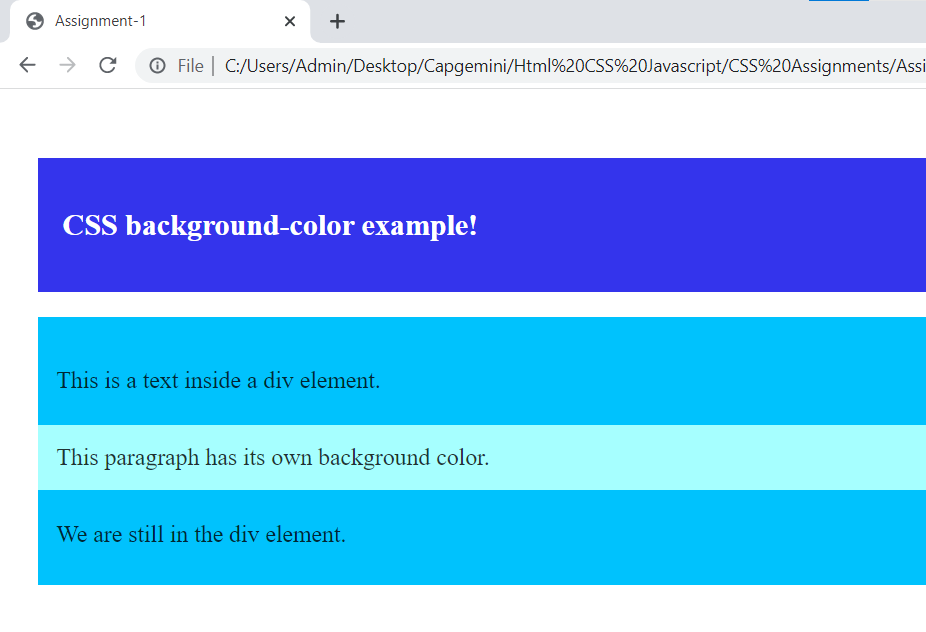 Assignment-1
File | C:/Users/Admin/Desktop/Capgemini/Html%20CSS%20Javascript/CSS%20Assignments/Assi
CSS background-color example!
This is a text inside a div element.
This paragraph has its own background color.
We are still in the div element.